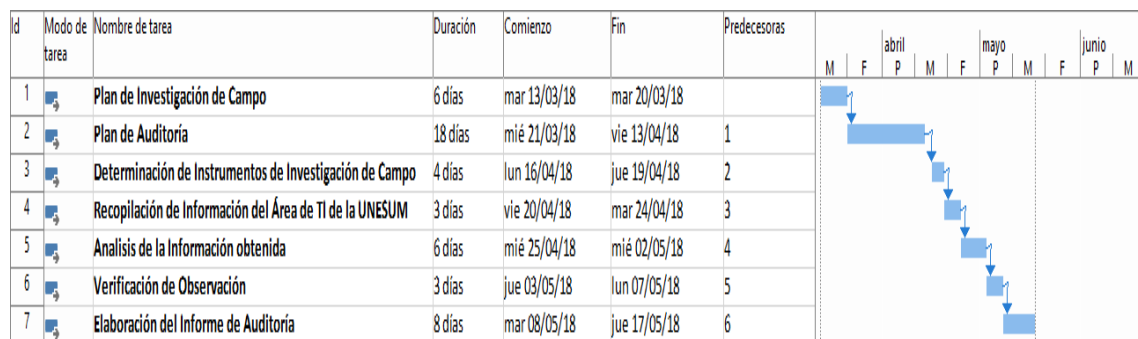 Id Modo de tarea Nombre de tarea Duración Comienzo Fin Predecesoras
abril mayo junio
M F P M F P M F P M
1 Plan de Investigación de Campo 6 días mar 13/03/18 mar 20/03/18
2 Plan de Auditoría 18 días mié 21/03/18 vie 13/04/18 1
3 Determinación de Instrumentos de Investigación de Campo 4 días lun 16/04/18 jue 19/04/18 2
4 Recopilación de Información del Área de TI de la UNESUM 3 días vie 20/04/18 mar 24/04/18 3
5 Analisis de la Información obtenida 6 días mié 25/04/18 mié 02/05/18 4
6 Verificación de Observación 3 días jue 03/05/18 lun 07/05/18 5
7 Elaboración del Informe de Auditoría 8 días mar 08/05/18 jue 17/05/18 6